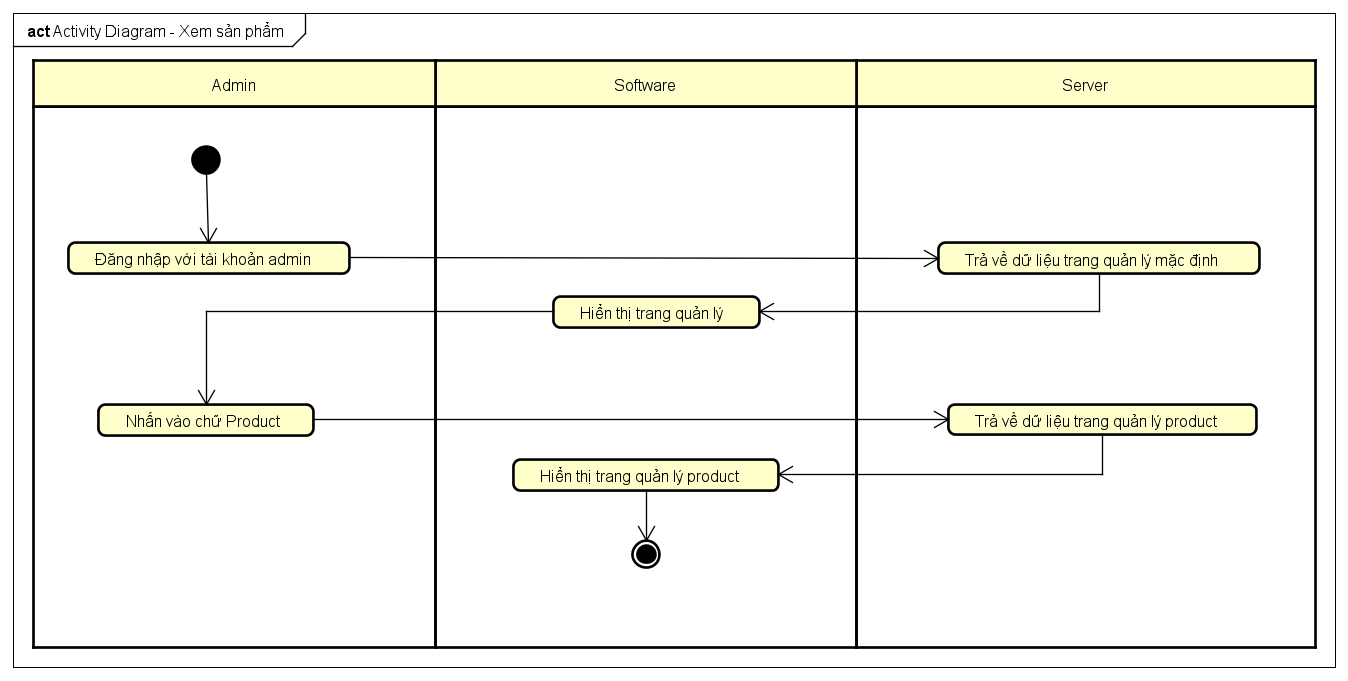 act Activity Diagram - Xem sản phẩm
Admin
Software
Server
Đăng nhập với tài khoản admin
Trả về dữ liệu trang quản lý mặc định
Hiển thị trang quản lý
Nhấn vào chữ Product
Trả về dữ liệu trang quản lý product
Hiển thị trang quản lý product